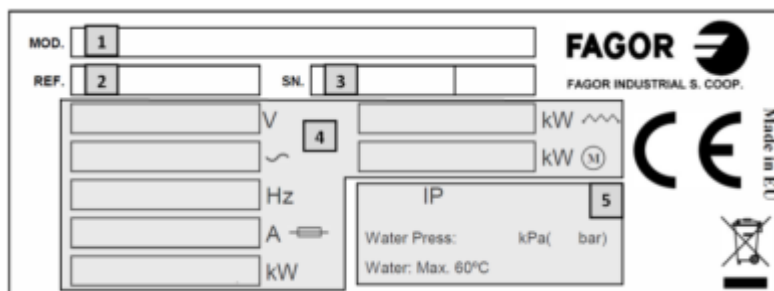 MOD. 1
FAGOR
REF. 2 SN. 3
FAGOR INDUSTRIAL S. COOP.
V 4 kW
kW M
Hz
IP 5
A
Water Press: kPa( bar)
kW
Water: Max. 60ºC
CE
Made in EU